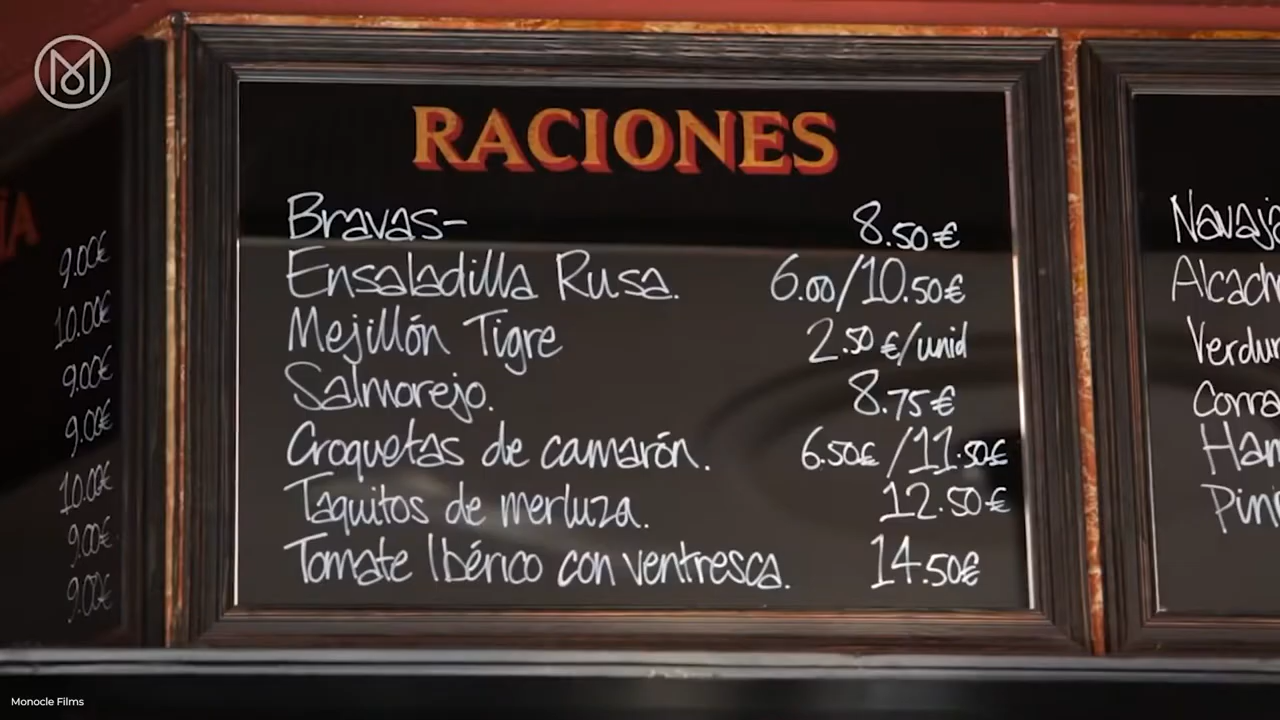 RACIONES
Bravas- 8.50€
Ensaladilla Rusa. 6.00/10.50€
Mejillón Tigre 2.50€/unid
Salmorejo. 8.75€
Croquetas de camarón. 6.50€/11.50€
Taquitos de merluza. 12.50€
Tomate Ibérico con ventresca. 14.50€
9.00€
10.00€
9.00€
9.00€
10.00€
9.00€
9.00€
Monocle Films